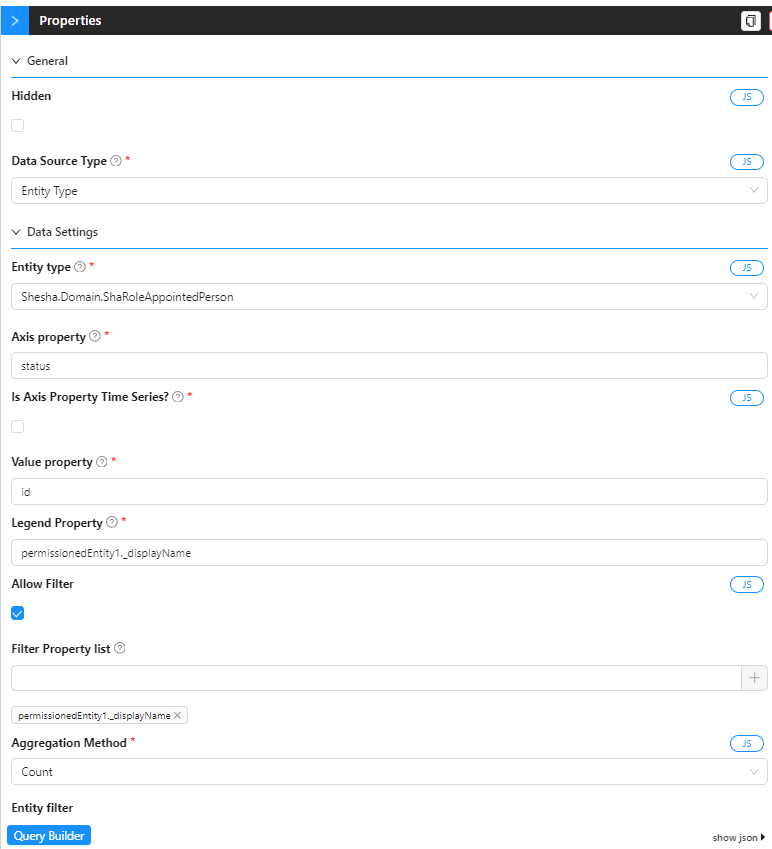 Properties
General
Hidden
JS
Data Source Type *
JS
Entity Type
Data Settings
Entity type *
JS
Shesha.Domain.ShaRoleAppointedPerson
Axis property *
status
Is Axis Property Time Series? *
JS
Value property *
id
Legend Property *
permissionedEntity1._displayName
Allow Filter
JS
Filter Property list
permissionedEntity1._displayName
Aggregation Method *
JS
Count
Entity filter
Query Builder
show json